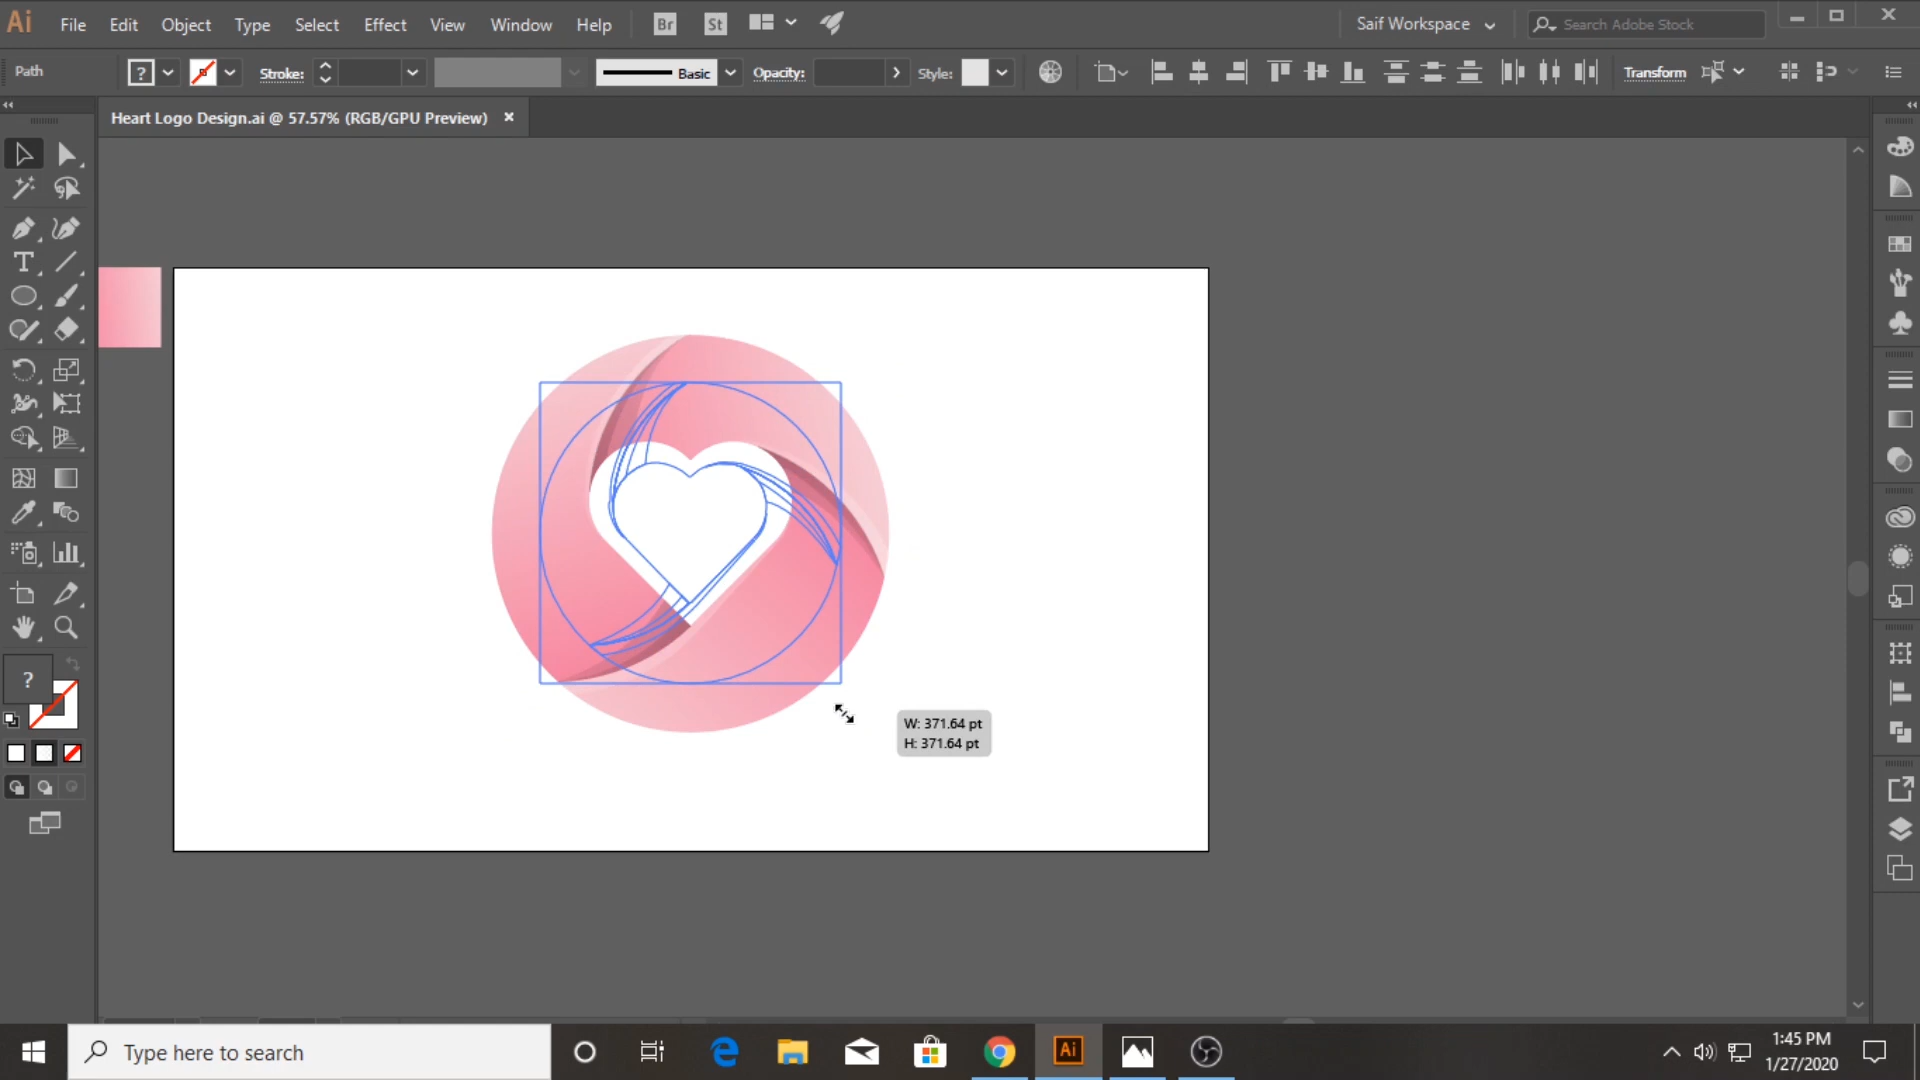 Ai File Edit Object Type Select Effect View Window Help Br St Saif Workspace Search Adobe Stock
Path ? Stroke: Basic Opacity: Style: Transform
Heart Logo Design.ai @ 57.57% (RGB/GPU Preview)
T
?
W: 371.64 pt
H: 371.64 pt
Type here to search
Ai
1:45 PM
1/27/2020